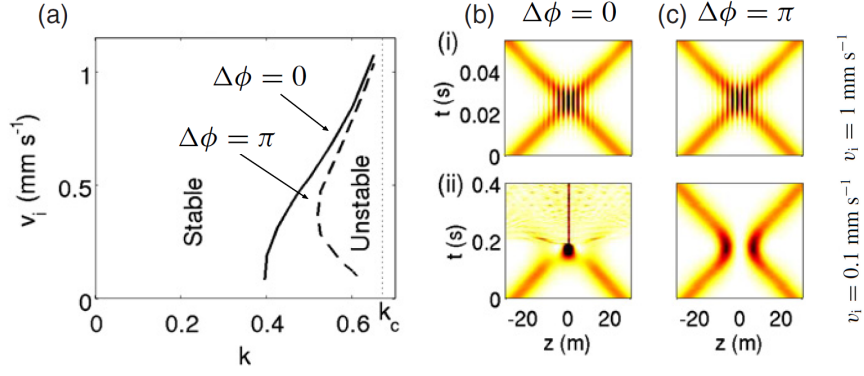 (a)
1
0.5
0
v_i (mm s⁻¹)
Δϕ = 0
Δϕ = π
Stable
Unstable
0
0.2
0.4
0.6
k_c
k
(b) Δϕ = 0
(c) Δϕ = π
(i)
t (s)
0.04
0.02
0
v_i = 1 mm s⁻¹
(ii)
t (s)
0.4
0.2
0
v_i = 0.1 mm s⁻¹
-20 0 20
z (m)
-20 0 20
z (m)